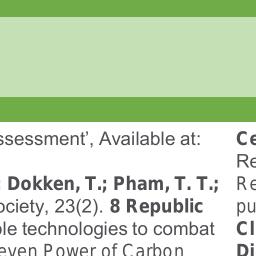 ssessment', Available at:
: Dokken, T.; Pham, T. T.;
ociety, 23(2). 8 Republic
ble technologies to combat
even Power of Carbon
Ce
Re
Re
pu
Cl
Di